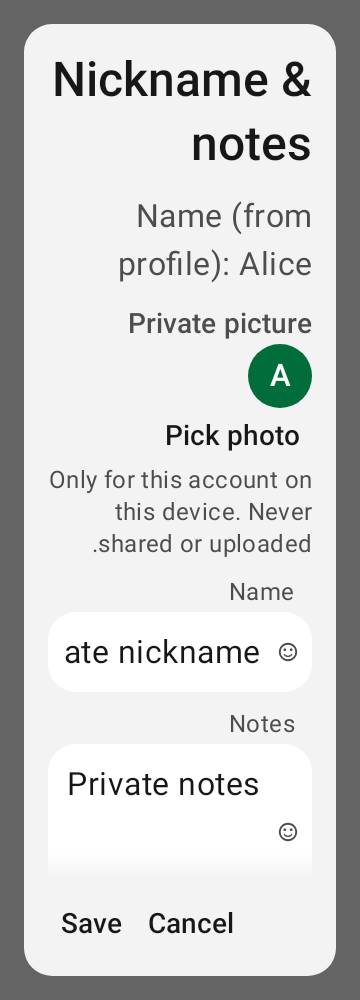 Nickname &
notes
Name (from
profile): Alice
Private picture
A
Pick photo
Only for this account on
this device. Never
.shared or uploaded
Name
ate nickname
Notes
Private notes
Save Cancel